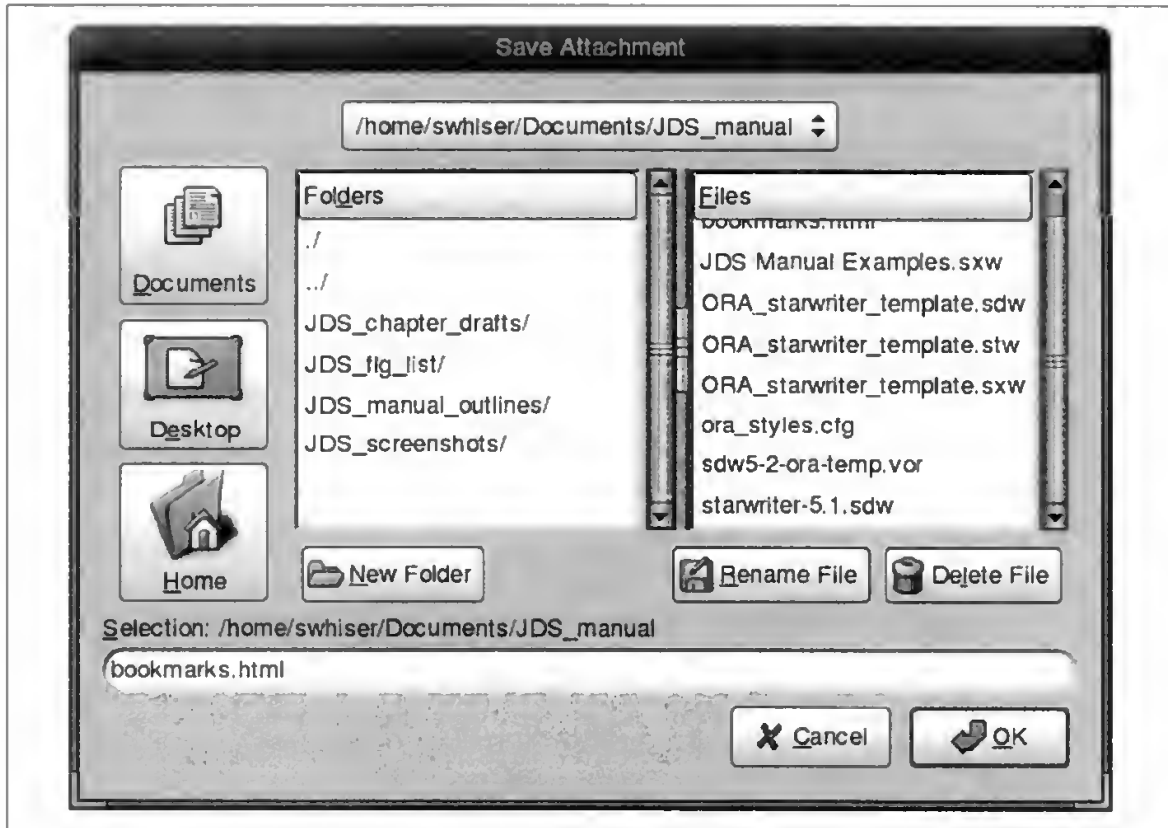 Save Attachment
/home/swhiser/Documents/JDS_manual
Documents
Desktop
Home
Folders
./
../
JDS_chapter_drafts/
JDS_fig_list/
JDS_manual_outlines/
JDS_screenshots/
New Folder
Files
bookmarks.html
JDS Manual Examples.sxw
ORA_starwriter_template.sdw
ORA_starwriter_template.stw
ORA_starwriter_template.sxw
ora_styles.cfg
sdw5-2-ora-temp.vor
starwriter-5.1.sdw
Rename File
Delete File
Selection: /home/swhiser/Documents/JDS_manual
bookmarks.html
Cancel
OK